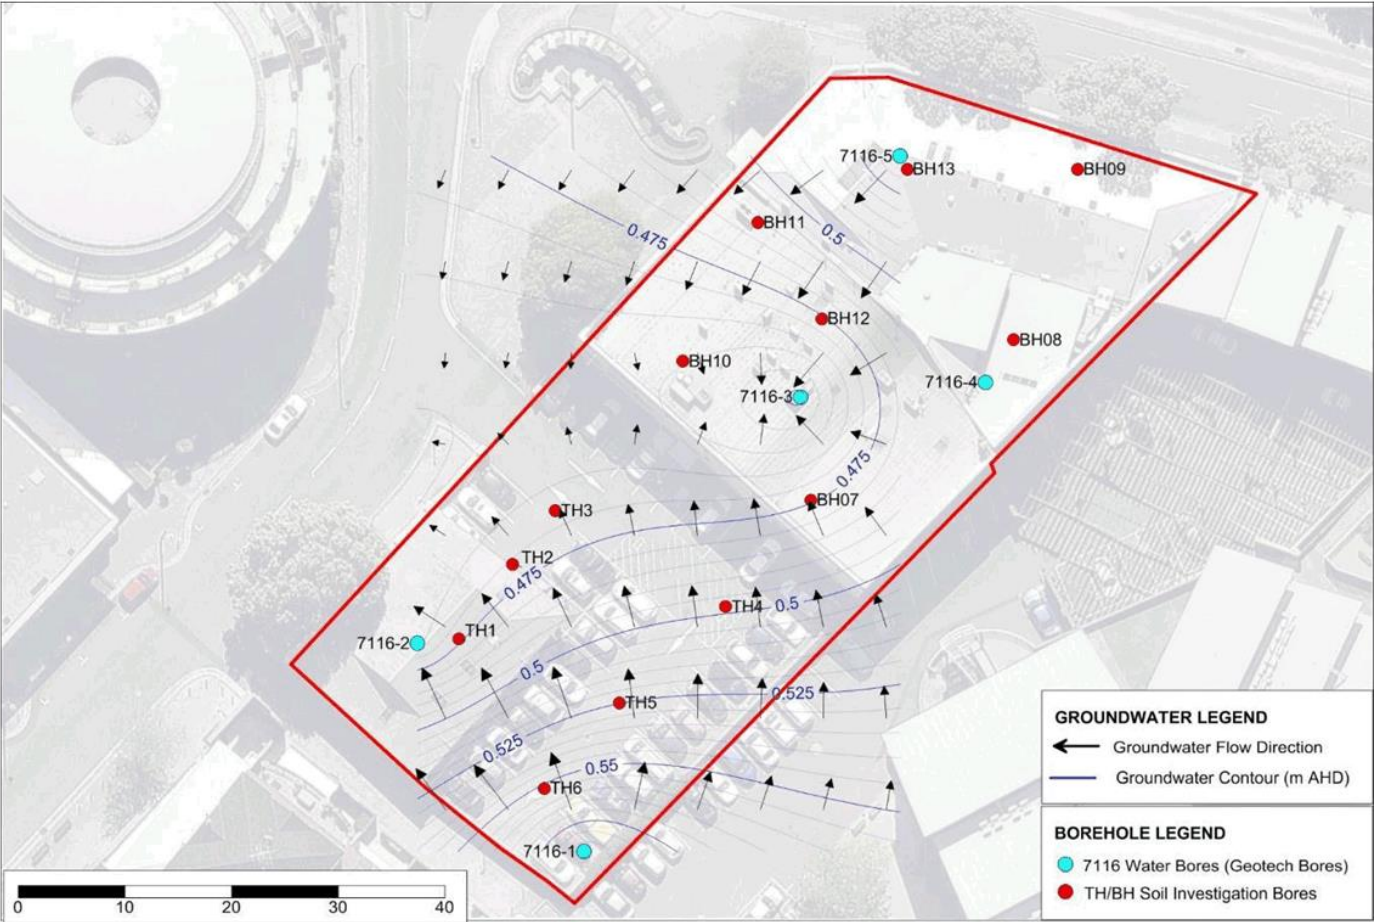 7116-5
BH13
BH09
BH11
0.475
0.5
BH12
BH08
BH10
7116-4
7116-3
0.475
BH07
TH3
TH2
0.475
TH4
0.5
TH1
7116-2
0.5
0.525
TH5
0.525
0.55
TH6
7116-1
GROUNDWATER LEGEND
Groundwater Flow Direction
Groundwater Contour (m AHD)
BOREHOLE LEGEND
7116 Water Bores (Geotech Bores)
TH/BH Soil Investigation Bores
0 10 20 30 40